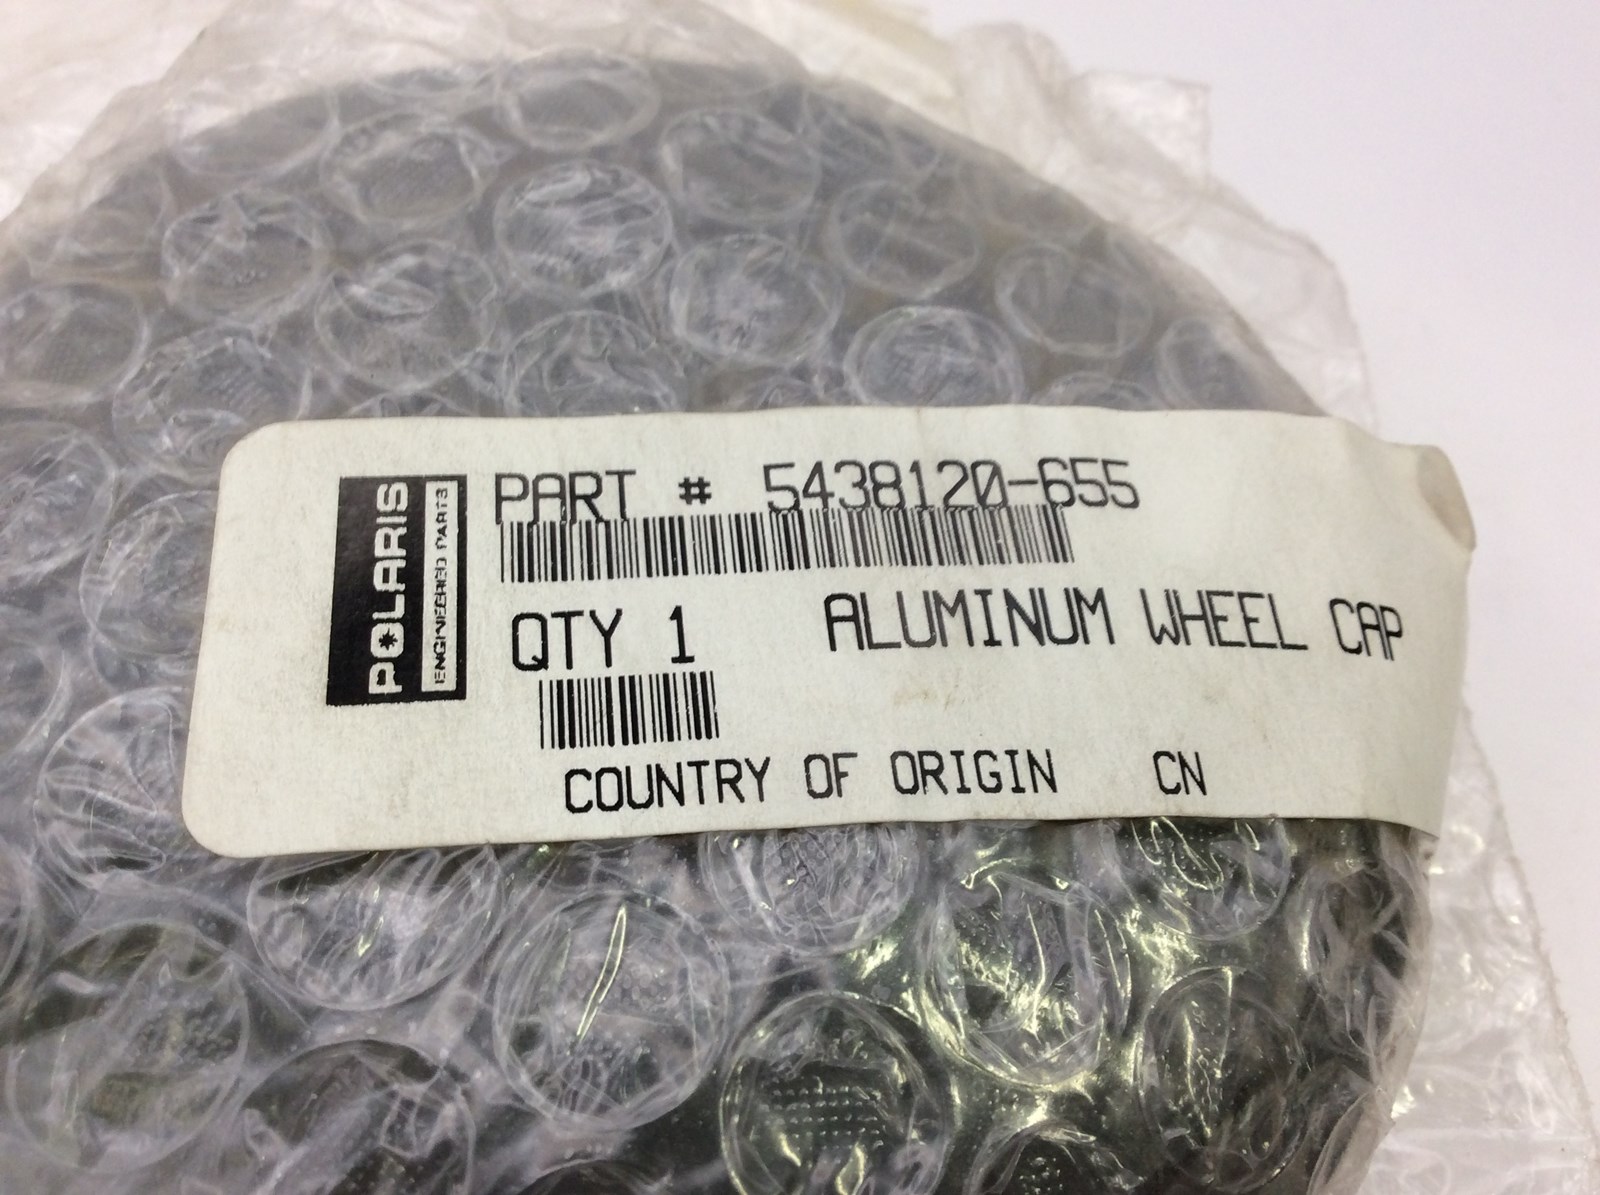 POLARIS
ENGINEERED PARTS
PART # 5438120-655
QTY 1 ALUMINUM WHEEL CAP
COUNTRY OF ORIGIN CN